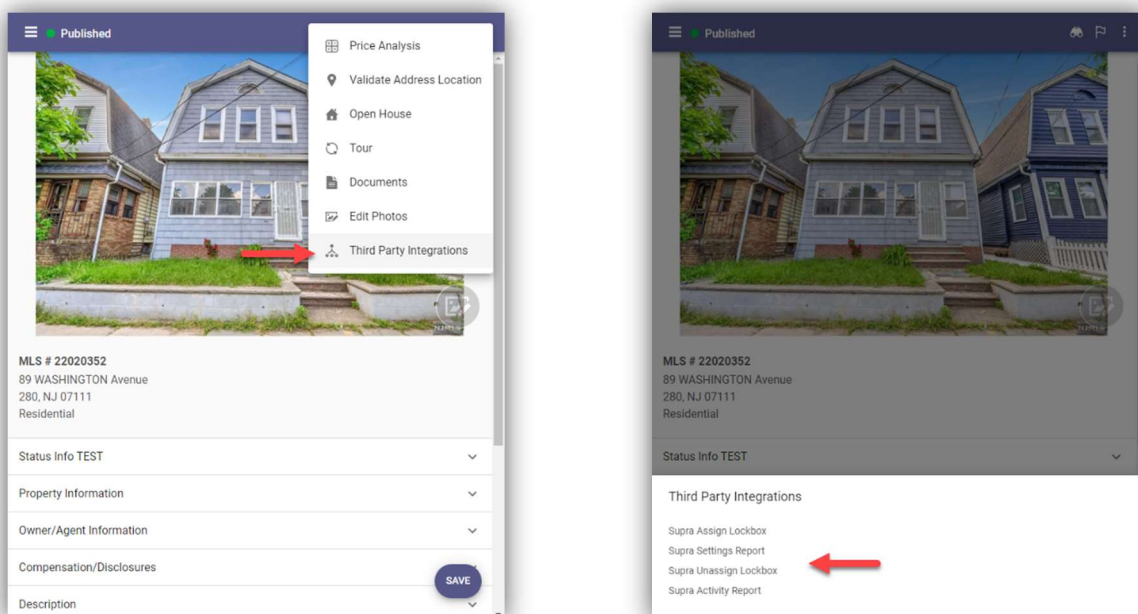 Published
Price Analysis
Validate Address Location
Open House
Tour
Documents
Edit Photos
Third Party Integrations
MLS # 22020352
89 WASHINGTON Avenue
280, NJ 07111
Residential
Status Info TEST
Property Information
Owner/Agent Information
Compensation/Disclosures
SAVE
Description
Published
MLS # 22020352
89 WASHINGTON Avenue
280, NJ 07111
Residential
Status Info TEST
Third Party Integrations
Supra Assign Lockbox
Supra Settings Report
Supra Unassign Lockbox
Supra Activity Report